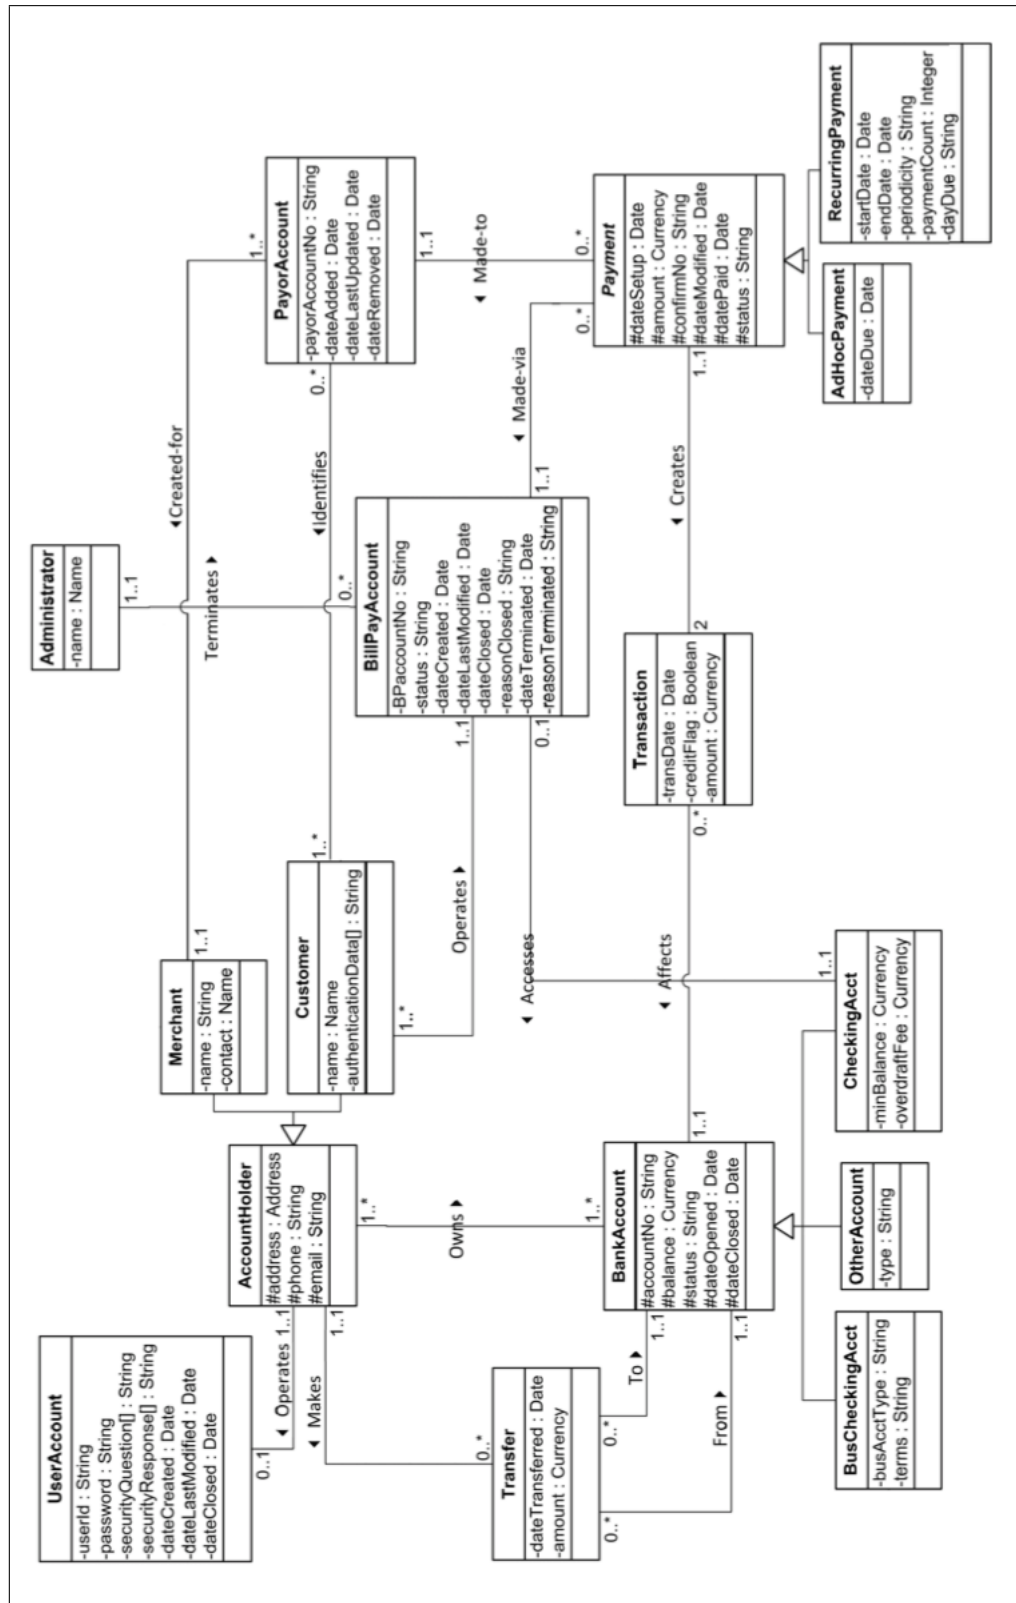 UserAccount
-userId : String
-password : String
-securityQuestion[] : String
-securityResponse[] : String
-dateCreated : Date
-dateLastModified : Date
-dateClosed : Date
0..1
◄ Operates 1..1
◄ Makes
1..1
0..*
AccountHolder
#address : Address
#phone : String
#email : String
1..*
Owns ►
1..*
Merchant
-name : String
-contact : Name
1..1
Customer
-name : Name
-authenticationData[] : String
1..*
1..*
Administrator
-name : Name
1..1
Terminates ►
0..*
◄Created-for
1..*
◄Identifies
0..*
PayorAccount
-payorAccountNo : String
-dateAdded : Date
-dateLastUpdated : Date
-dateRemoved : Date
1..1
◄ Made-to
0..*
BillPayAccount
-BPaccountNo : String
-status : String
-dateCreated : Date
-dateLastModified : Date
-dateClosed : Date
-reasonClosed : String
-dateTerminated : Date
-reasonTerminated : String
1..1
Operates ►
0..1
◄ Accesses
1..1
1..1
◄ Made-via
0..*
Transfer
-dateTransferred : Date
-amount : Currency
0..*
To ►
1..1
0..*
From ►
1..1
BankAccount
#accountNo : String
#balance : Currency
#status : String
#dateOpened : Date
#dateClosed : Date
1..1
◄ Affects
0..*
Transaction
-transDate : Date
-creditFlag : Boolean
-amount : Currency
2
◄ Creates
1..1
Payment
#dateSetup : Date
#amount : Currency
#confirmNo : String
#dateModified : Date
#datePaid : Date
#status : String
BusCheckingAcct
-busAcctType : String
-terms : String
OtherAccount
-type : String
CheckingAcct
-minBalance : Currency
-overdraftFee : Currency
AdHocPayment
-dateDue : Date
RecurringPayment
-startDate : Date
-endDate : Date
-periodicity : String
-paymentCount : Integer
-dayDue : String